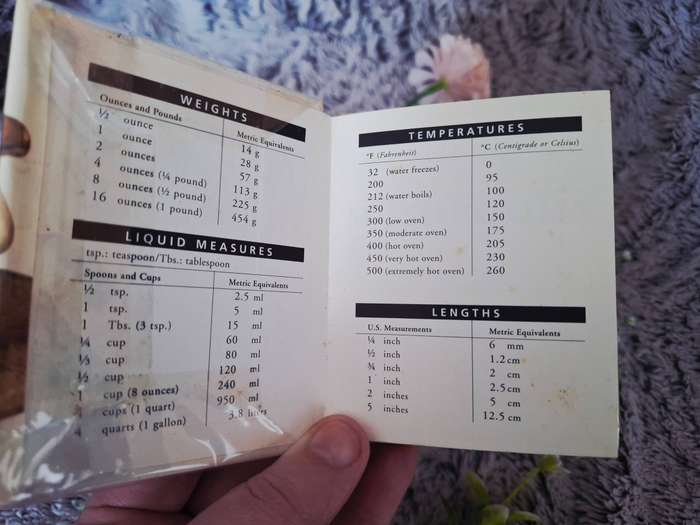 WEIGHTS
Ounces and Pounds Metric Equivalents
½ ounce 14 g
1 ounce 28 g
2 ounces 57 g
4 ounces (¼ pound) 113 g
8 ounces (½ pound) 225 g
16 ounces (1 pound) 454 g
LIQUID MEASURES
tsp.: teaspoon/Tbs.: tablespoon
Spoons and Cups Metric Equivalents
½ tsp. 2.5 ml
1 tsp. 5 ml
1 Tbs. (3 tsp.) 15 ml
¼ cup 60 ml
⅓ cup 80 ml
½ cup 120 ml
1 cup (8 ounces) 240 ml
cups (1 quart) 950 ml
4 quarts (1 gallon) 3.8 liters
TEMPERATURES
°F (Fahrenheit) °C (Centigrade or Celsius)
32 (water freezes) 0
200 95
212 (water boils) 100
250 120
300 (low oven) 150
350 (moderate oven) 175
400 (hot oven) 205
450 (very hot oven) 230
500 (extremely hot oven) 260
LENGTHS
U.S. Measurements Metric Equivalents
¼ inch 6 mm
½ inch 1.2 cm
¾ inch 2 cm
1 inch 2.5 cm
2 inches 5 cm
5 inches 12.5 cm